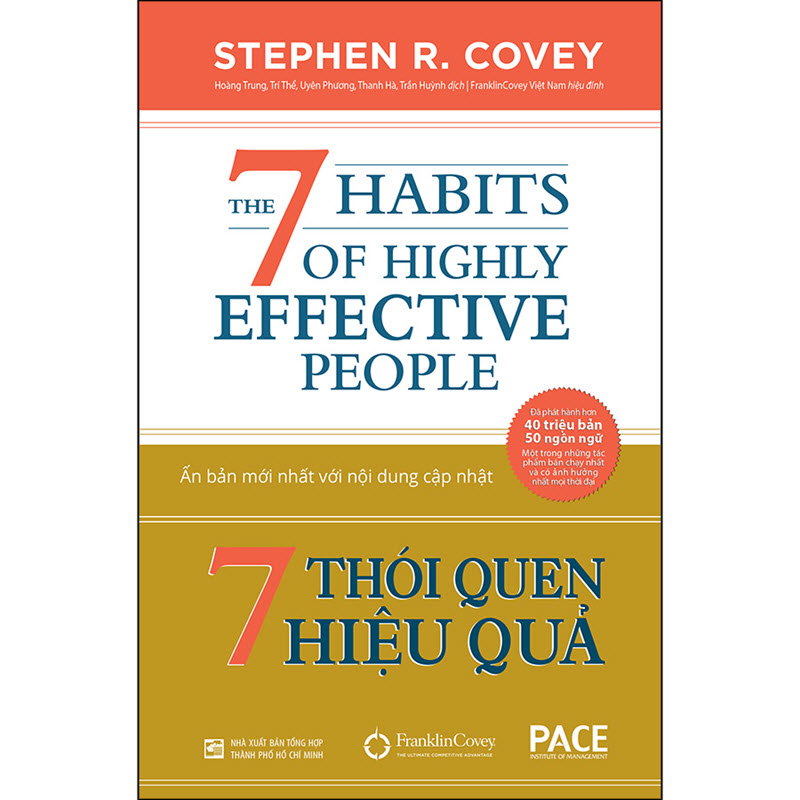 STEPHEN R. COVEY
Hoàng Trung, Trí Thể, Uyên Phương, Thanh Hà, Trần Huỳnh dịch | FranklinCovey Việt Nam hiệu đính
THE 7 HABITS
OF HIGHLY
EFFECTIVE
PEOPLE
Đã phát hành hơn
40 triệu bản
50 ngôn ngữ
Một trong những tác
phẩm bán chạy nhất
và có ảnh hưởng
nhất mọi thời đại
Ấn bản mới nhất với nội dung cập nhật
7 THÓI QUEN
HIỆU QUẢ
NHÀ XUẤT BẢN TỔNG HỢP
THÀNH PHỐ HỒ CHÍ MINH
FranklinCovey
THE ULTIMATE COMPETITIVE ADVANTAGE
PACE
INSTITUTE OF MANAGEMENT